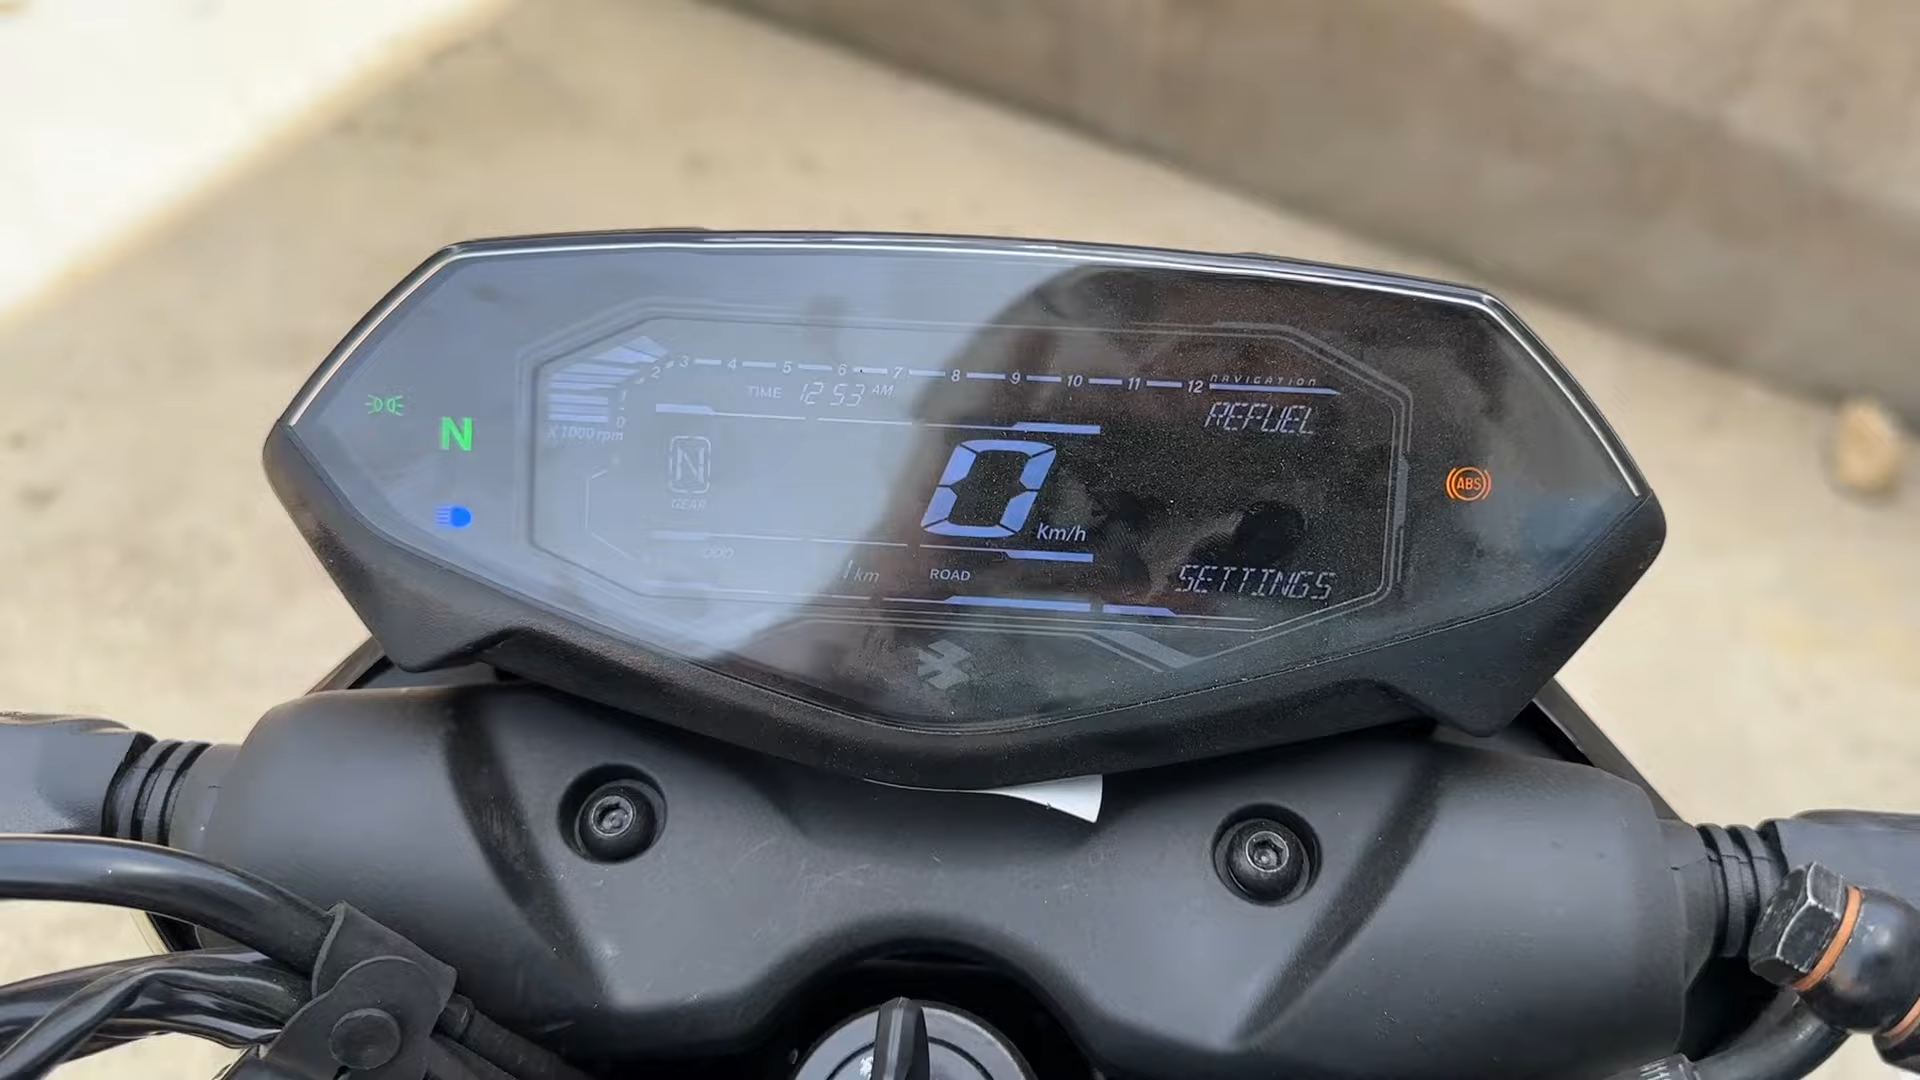 3 4 5 6 7 8 9 10 11 12 NAVIGATION
2
1
0
X 1000 rpm
TIME 12 53 AM
REFUEL
N
N
GEAR
0 Km/h
ABS
ODO
1 km
ROAD
SETTINGS